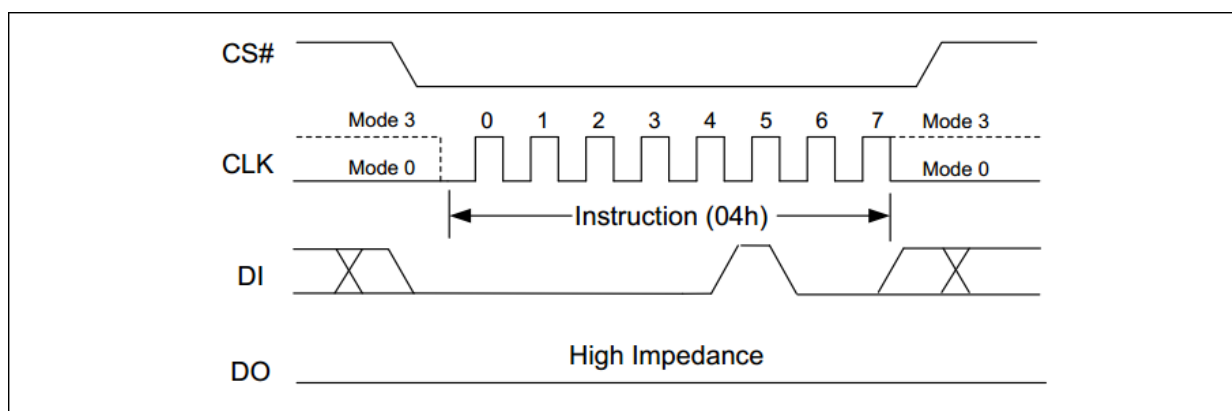 CS#
Mode 3 0 1 2 3 4 5 6 7 Mode 3
CLK
Mode 0 Mode 0
Instruction (04h)
DI
High Impedance
DO